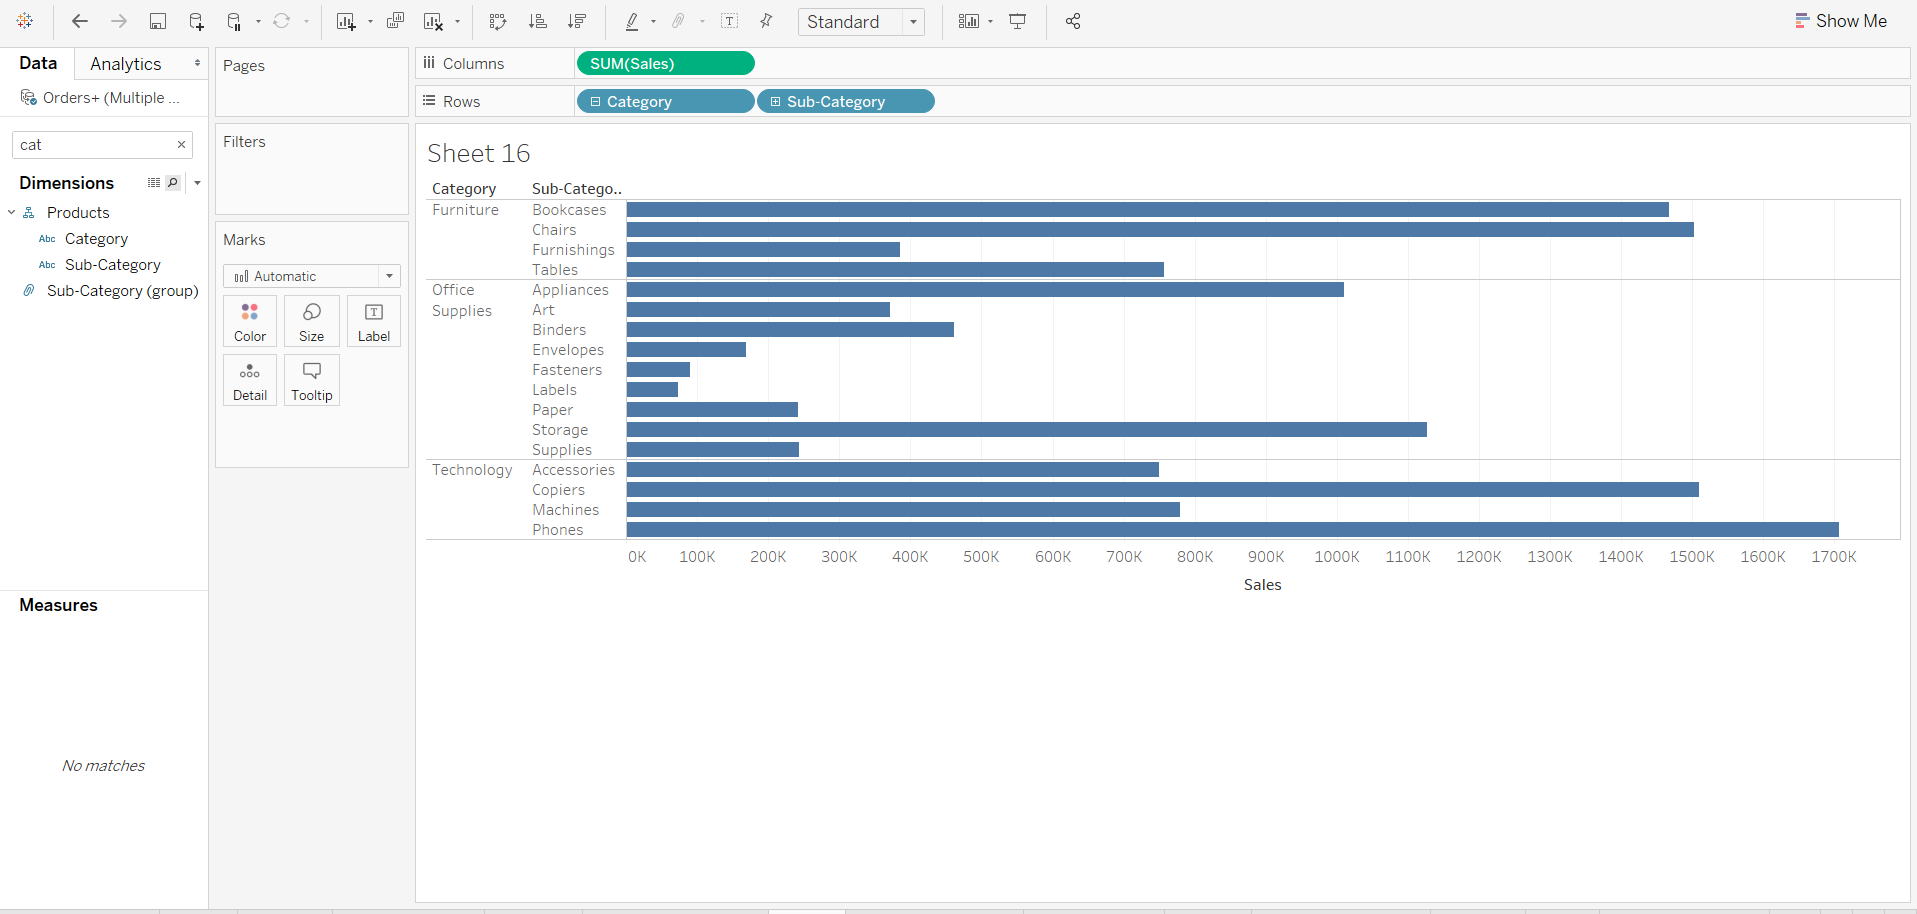 Standard
Show Me
Data
Analytics
Orders+ (Multiple ...
cat
Dimensions
Products
Abc Category
Abc Sub-Category
Sub-Category (group)
Measures
No matches
Pages
Filters
Marks
Automatic
Color
Size
T
Label
Detail
Tooltip
Columns
SUM(Sales)
Rows
Category
Sub-Category
Sheet 16
Category Sub-Catego..
Furniture Bookcases
Chairs
Furnishings
Tables
Office Appliances
Supplies Art
Binders
Envelopes
Fasteners
Labels
Paper
Storage
Supplies
Technology Accessories
Copiers
Machines
Phones
0K 100K 200K 300K 400K 500K 600K 700K 800K 900K 1000K 1100K 1200K 1300K 1400K 1500K 1600K 1700K
Sales